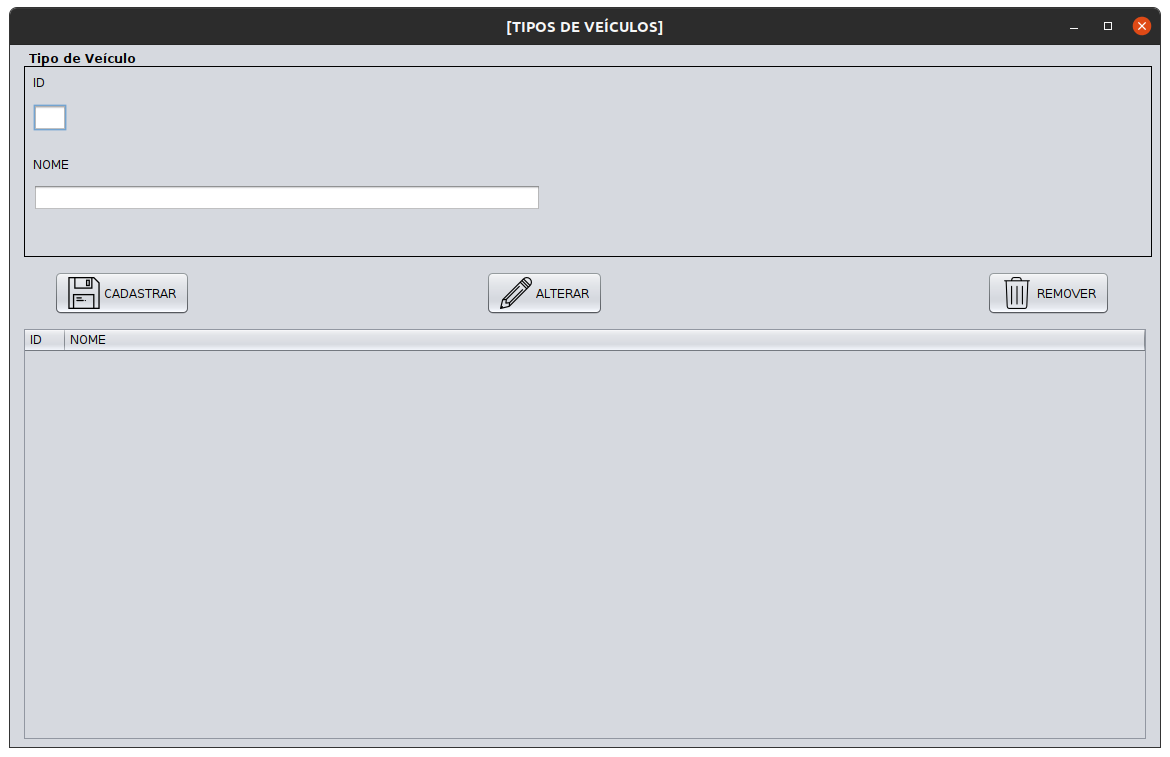 [TIPOS DE VEÍCULOS]
Tipo de Veículo
ID
NOME
CADASTRAR ALTERAR REMOVER
ID NOME